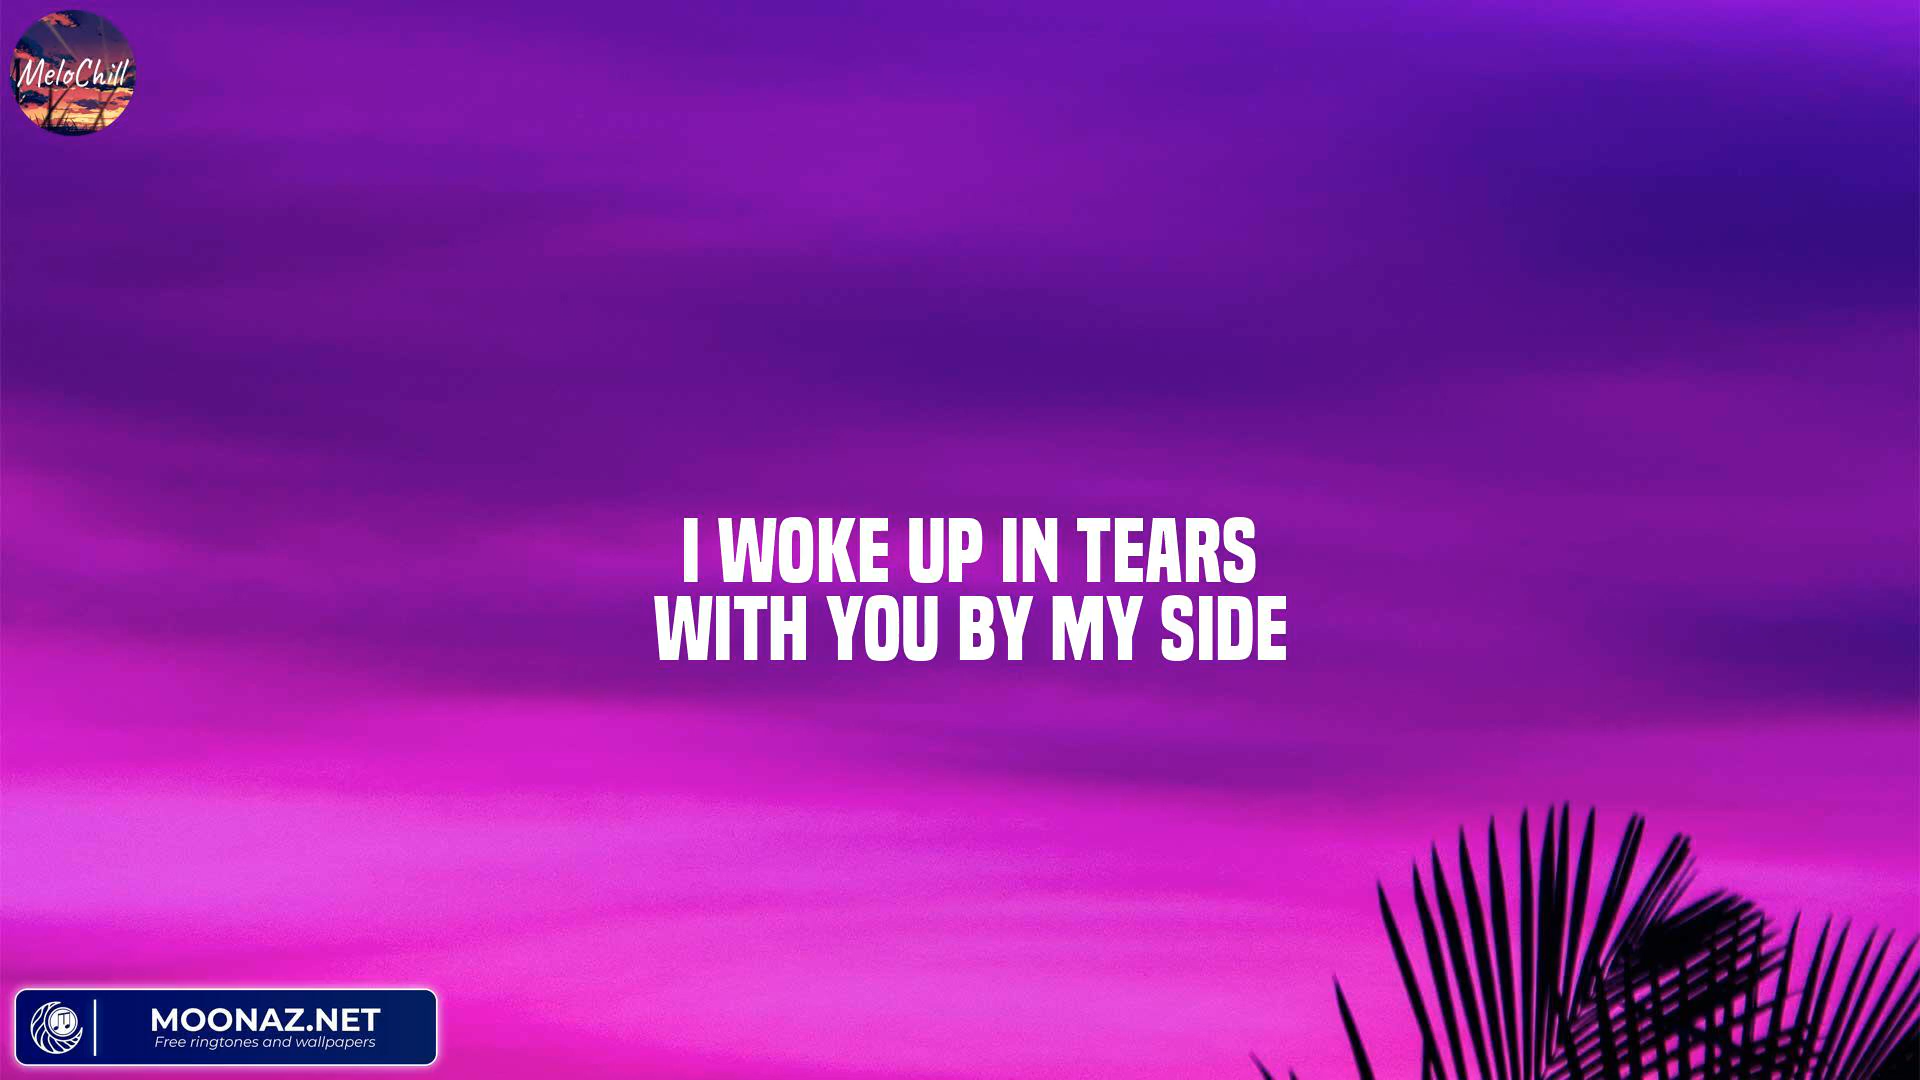 MeloChill
I WOKE UP IN TEARS
WITH YOU BY MY SIDE
MOONAZ.NET
Free ringtones and wallpapers